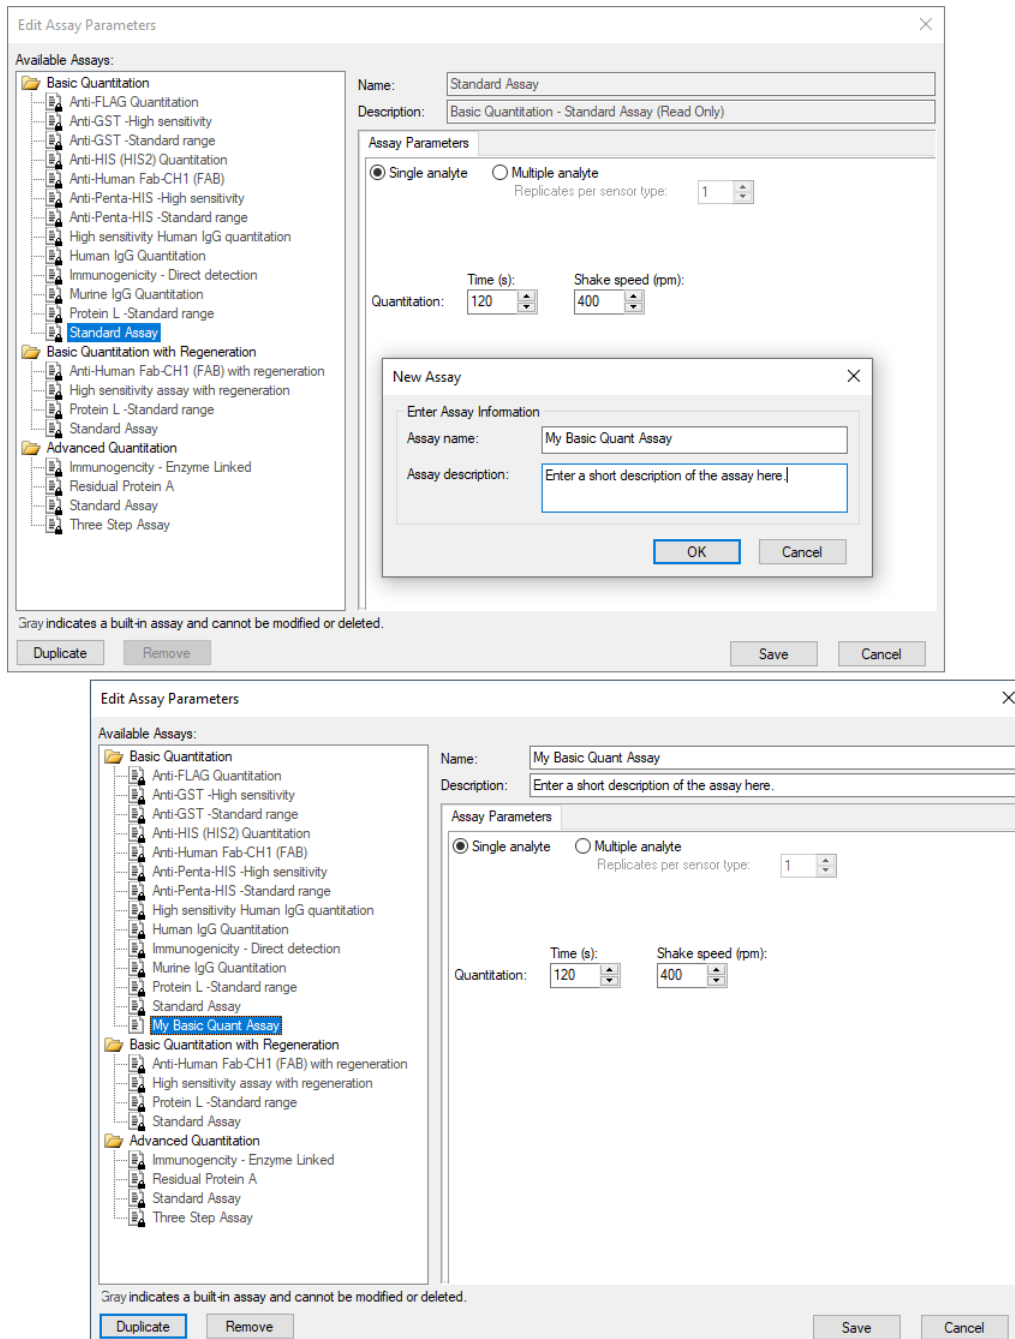 Edit Assay Parameters
Available Assays:
Basic Quantitation
Anti-FLAG Quantitation
Anti-GST -High sensitivity
Anti-GST -Standard range
Anti-HIS (HIS2) Quantitation
Anti-Human Fab-CH1 (FAB)
Anti-Penta-HIS -High sensitivity
Anti-Penta-HIS -Standard range
High sensitivity Human IgG quantitation
Human IgG Quantitation
Immunogenicity - Direct detection
Murine IgG Quantitation
Protein L -Standard range
Standard Assay
Basic Quantitation with Regeneration
Anti-Human Fab-CH1 (FAB) with regeneration
High sensitivity assay with regeneration
Protein L -Standard range
Standard Assay
Advanced Quantitation
Immunogencity - Enzyme Linked
Residual Protein A
Standard Assay
Three Step Assay
Name: Standard Assay
Description: Basic Quantitation - Standard Assay (Read Only)
Assay Parameters
Single analyte Multiple analyte
Replicates per sensor type: 1
Time (s): Shake speed (rpm):
Quantitation: 120 400
New Assay
Enter Assay Information
Assay name: My Basic Quant Assay
Assay description: Enter a short description of the assay here.
OK Cancel
Gray indicates a built-in assay and cannot be modified or deleted.
Duplicate Remove Save Cancel
Edit Assay Parameters
Available Assays:
Basic Quantitation
Anti-FLAG Quantitation
Anti-GST -High sensitivity
Anti-GST -Standard range
Anti-HIS (HIS2) Quantitation
Anti-Human Fab-CH1 (FAB)
Anti-Penta-HIS -High sensitivity
Anti-Penta-HIS -Standard range
High sensitivity Human IgG quantitation
Human IgG Quantitation
Immunogenicity - Direct detection
Murine IgG Quantitation
Protein L -Standard range
Standard Assay
My Basic Quant Assay
Basic Quantitation with Regeneration
Anti-Human Fab-CH1 (FAB) with regeneration
High sensitivity assay with regeneration
Protein L -Standard range
Standard Assay
Advanced Quantitation
Immunogencity - Enzyme Linked
Residual Protein A
Standard Assay
Three Step Assay
Name: My Basic Quant Assay
Description: Enter a short description of the assay here.
Assay Parameters
Single analyte Multiple analyte
Replicates per sensor type: 1
Time (s): Shake speed (rpm):
Quantitation: 120 400
Gray indicates a built-in assay and cannot be modified or deleted.
Duplicate Remove Save Cancel